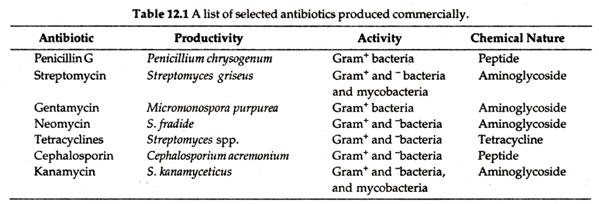 Table 12.1 A list of selected antibiotics produced commercially.
Antibiotic Productivity Activity Chemical Nature
Penicillin G Penicillium chrysogenum Gram⁺ bacteria Peptide
Streptomycin Streptomyces griseus Gram⁺ and ⁻ bacteria Aminoglycoside
and mycobacteria
Gentamycin Micromonospora purpurea Gram⁺ bacteria Aminoglycoside
Neomycin S. fradide Gram⁺ and ⁻bacteria Aminoglycoside
Tetracyclines Streptomyces spp. Gram⁺ and ⁻bacteria Tetracycline
Cephalosporin Cephalosporium acremonium Gram⁺ and ⁻bacteria Peptide
Kanamycin S. kanamyceticus Gram⁺ and ⁻bacteria, Aminoglycoside
and mycobacteria